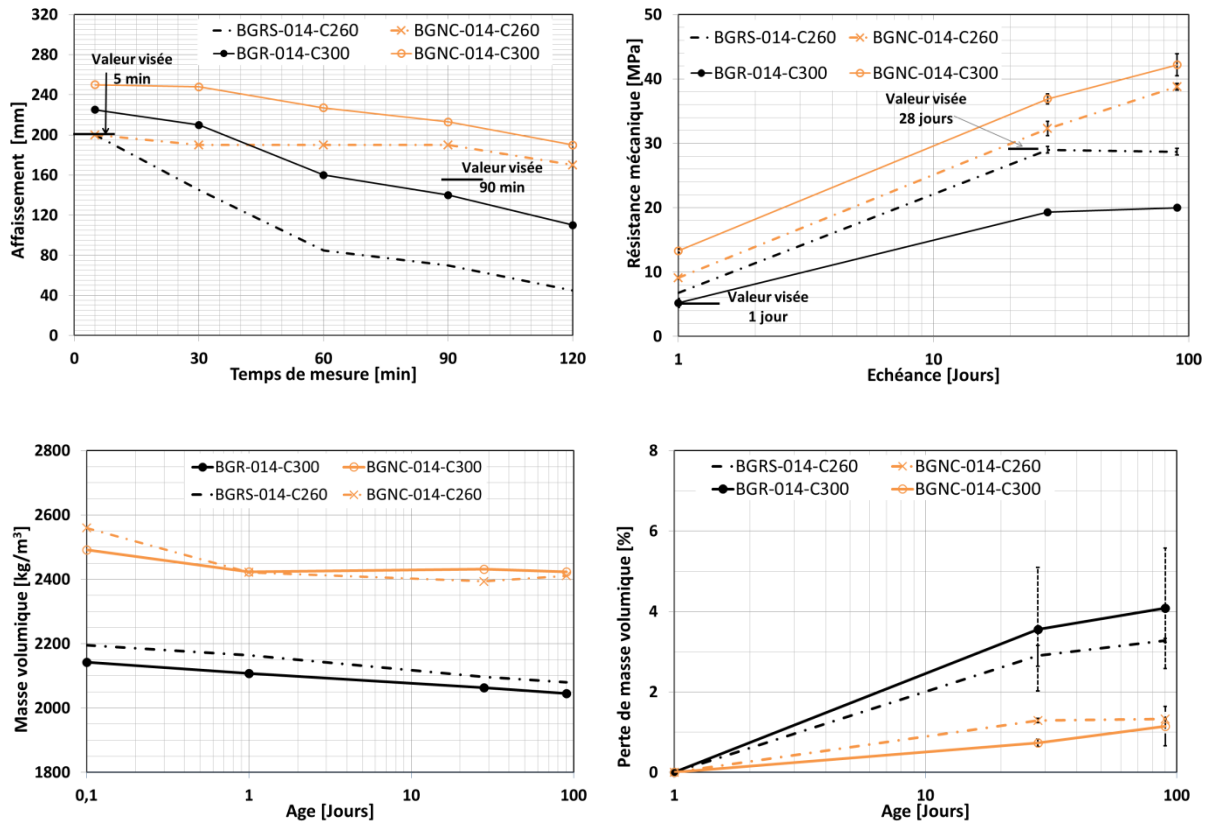 320
280
240
200
160
120
80
40
0
Affaissement [mm]
Valeur visée
5 min
BGRS-014-C260
BGNC-014-C260
BGR-014-C300
BGNC-014-C300
Valeur visée
90 min
0
30
60
90
120
Temps de mesure [min]
50
40
30
20
10
0
Résistance mécanique [MPa]
BGRS-014-C260
BGNC-014-C260
BGR-014-C300
BGNC-014-C300
Valeur visée
28 jours
Valeur visée
1 jour
1
10
100
Echéance [Jours]
2800
2600
2400
2200
2000
1800
Masse volumique [kg/m³]
BGR-014-C300
BGNC-014-C300
BGRS-014-C260
BGNC-014-C260
0,1
1
10
100
Age [Jours]
8
6
4
2
0
Perte de masse volumique [%]
BGRS-014-C260
BGNC-014-C260
BGR-014-C300
BGNC-014-C300
1
10
100
Age [Jours]